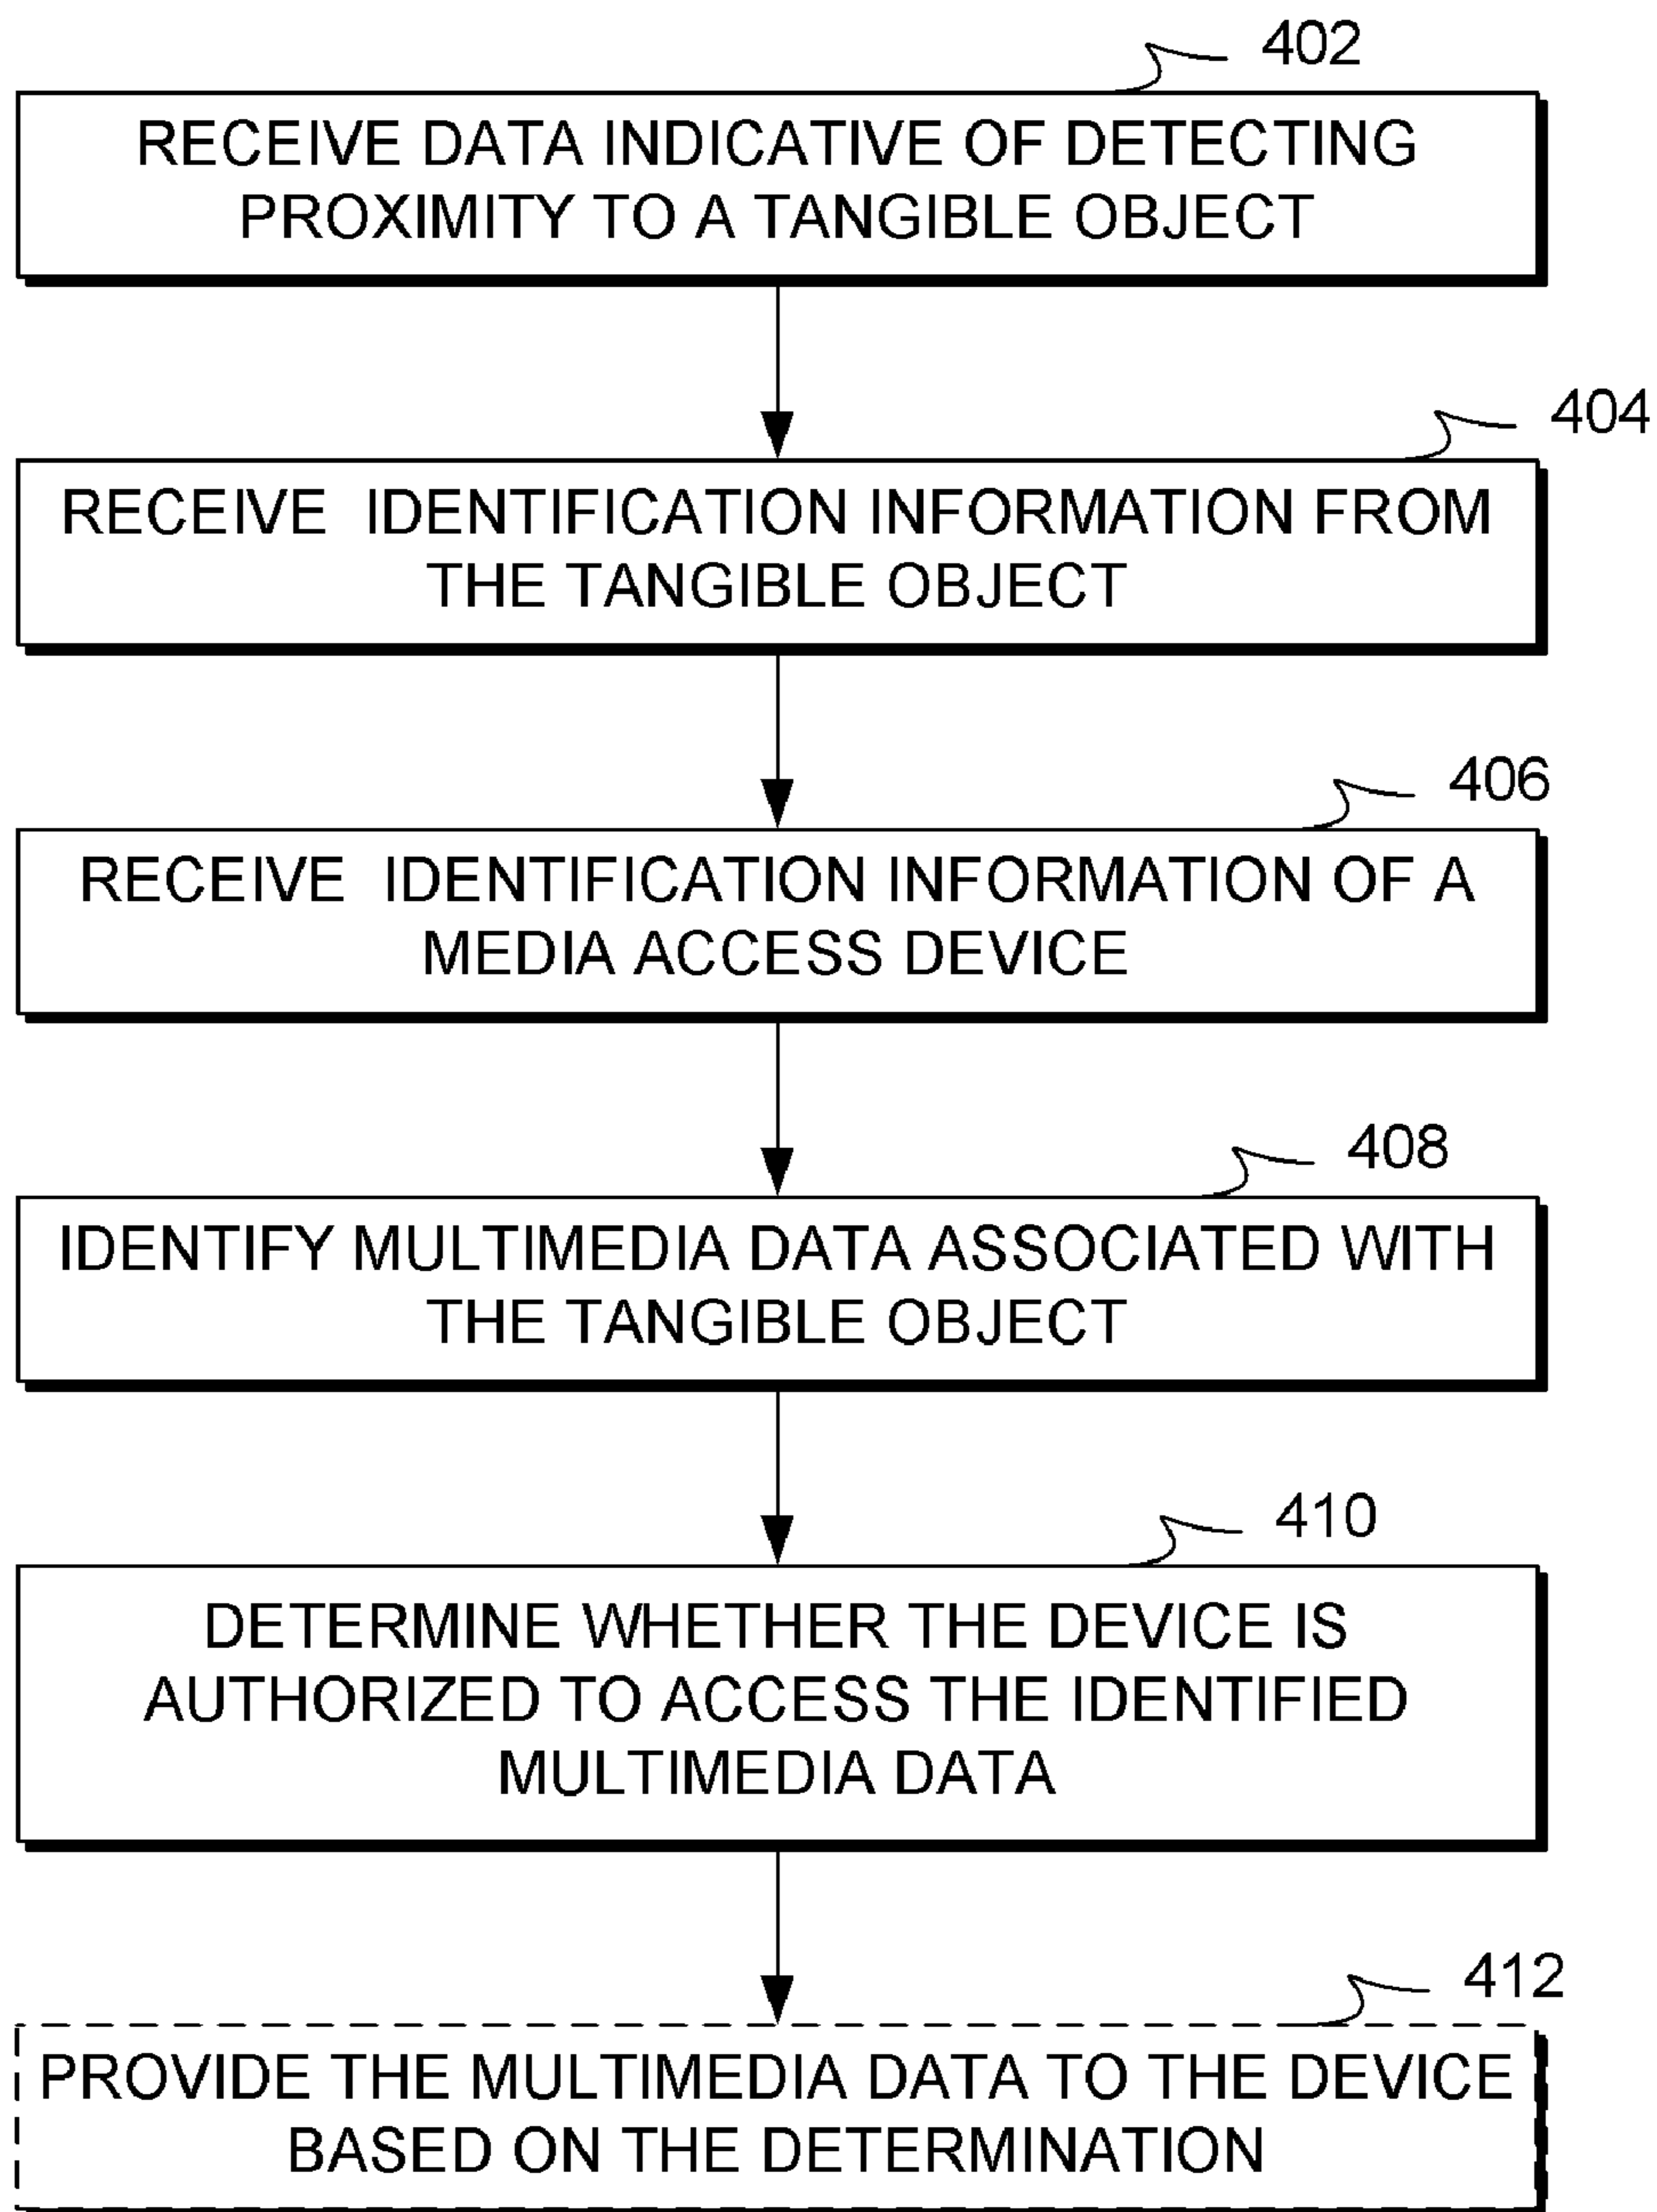 402
RECEIVE DATA INDICATIVE OF DETECTING
PROXIMITY TO A TANGIBLE OBJECT
404
RECEIVE IDENTIFICATION INFORMATION FROM
THE TANGIBLE OBJECT
406
RECEIVE IDENTIFICATION INFORMATION OF A
MEDIA ACCESS DEVICE
408
IDENTIFY MULTIMEDIA DATA ASSOCIATED WITH
THE TANGIBLE OBJECT
410
DETERMINE WHETHER THE DEVICE IS
AUTHORIZED TO ACCESS THE IDENTIFIED
MULTIMEDIA DATA
412
PROVIDE THE MULTIMEDIA DATA TO THE DEVICE
BASED ON THE DETERMINATION